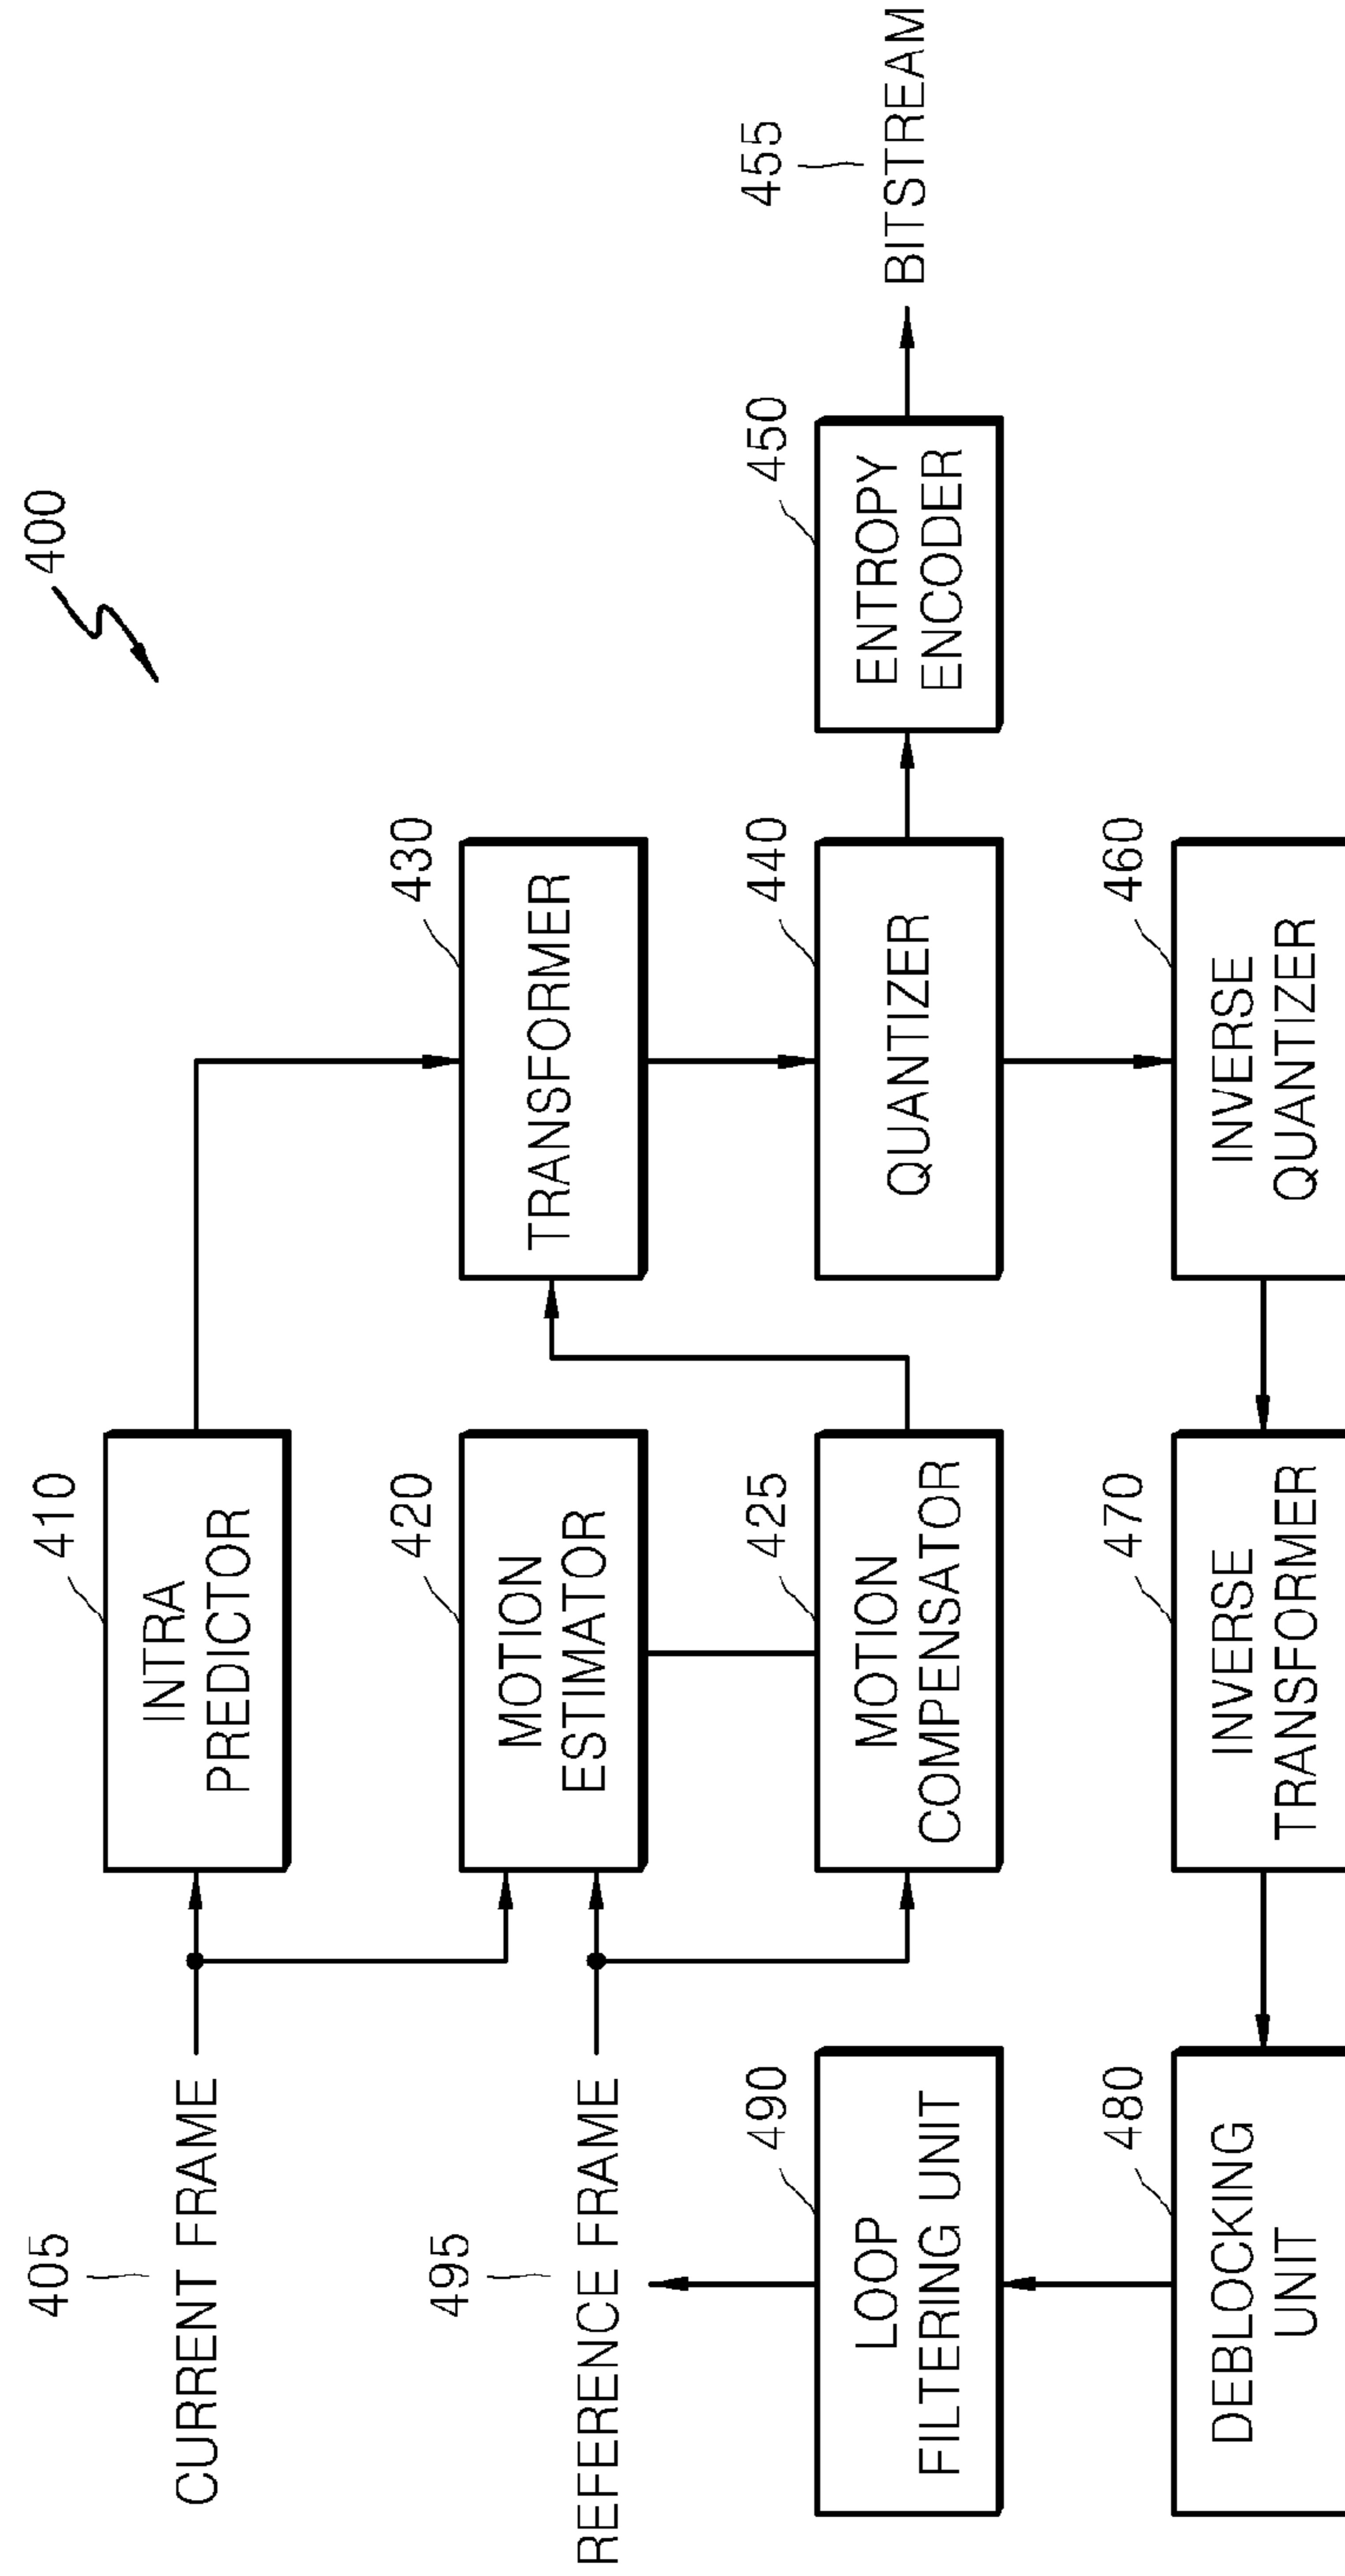 400
405
CURRENT FRAME
410
INTRA
PREDICTOR
495
REFERENCE FRAME
420
MOTION
ESTIMATOR
430
TRANSFORMER
490
LOOP
FILTERING UNIT
425
MOTION
COMPENSATOR
440
QUANTIZER
450
ENTROPY
ENCODER
455
BITSTREAM
480
DEBLOCKING
UNIT
470
INVERSE
TRANSFORMER
460
INVERSE
QUANTIZER